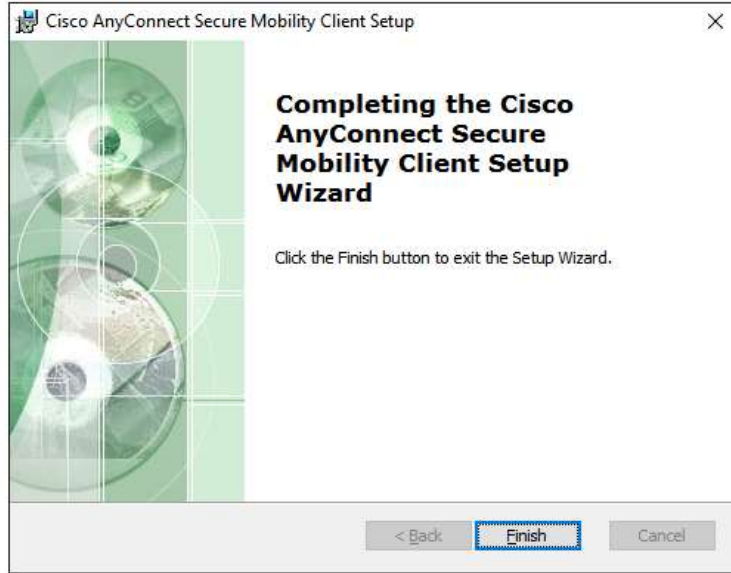 Cisco AnyConnect Secure Mobility Client Setup
Completing the Cisco
AnyConnect Secure
Mobility Client Setup
Wizard
Click the Finish button to exit the Setup Wizard.
< Back
Finish
Cancel